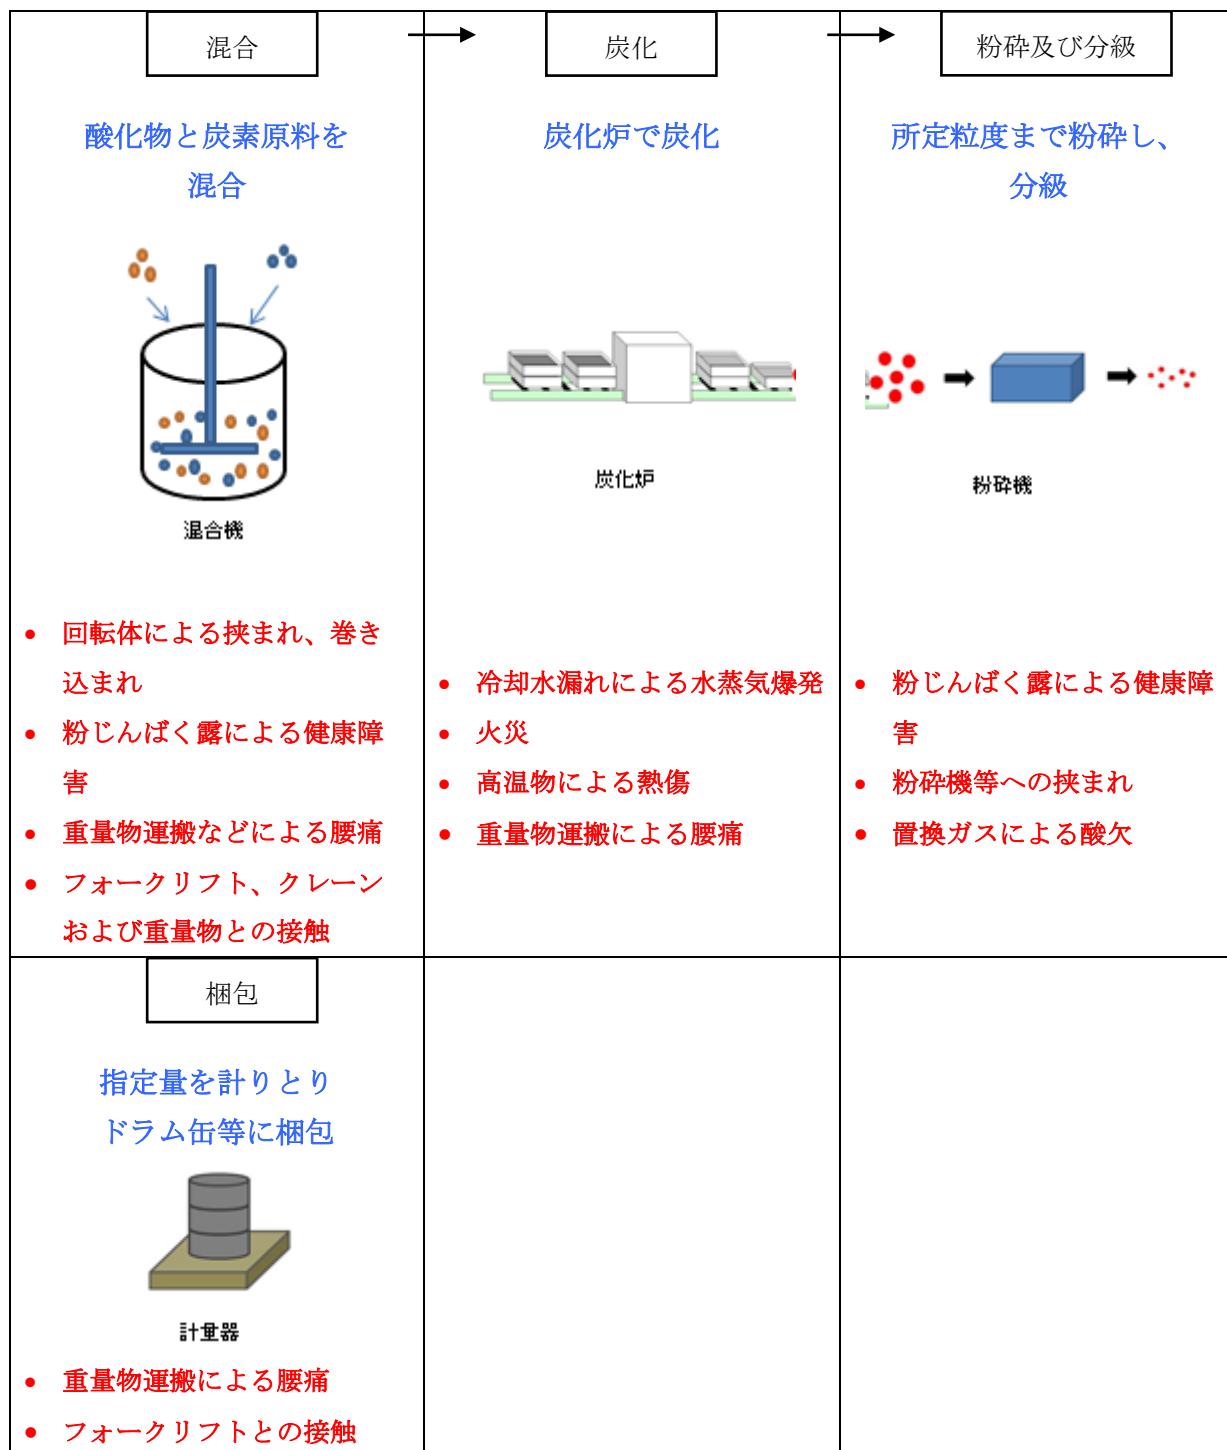 混合
酸化物と炭素原料を
混合
混合機
• 回転体による挟まれ、巻き
込まれ
• 粉じんばく露による健康障
害
• 重量物運搬などによる腰痛
• フォークリフト、クレーン
および重量物との接触
炭化
炭化炉で炭化
炭化炉
• 冷却水漏れによる水蒸気爆発
• 火災
• 高温物による熱傷
• 重量物運搬による腰痛
粉砕及び分級
所定粒度まで粉砕し、
分級
粉砕機
• 粉じんばく露による健康障
害
• 粉砕機等への挟まれ
• 置換ガスによる酸欠
梱包
指定量を計りとり
ドラム缶等に梱包
計量器
• 重量物運搬による腰痛
• フォークリフトとの接触